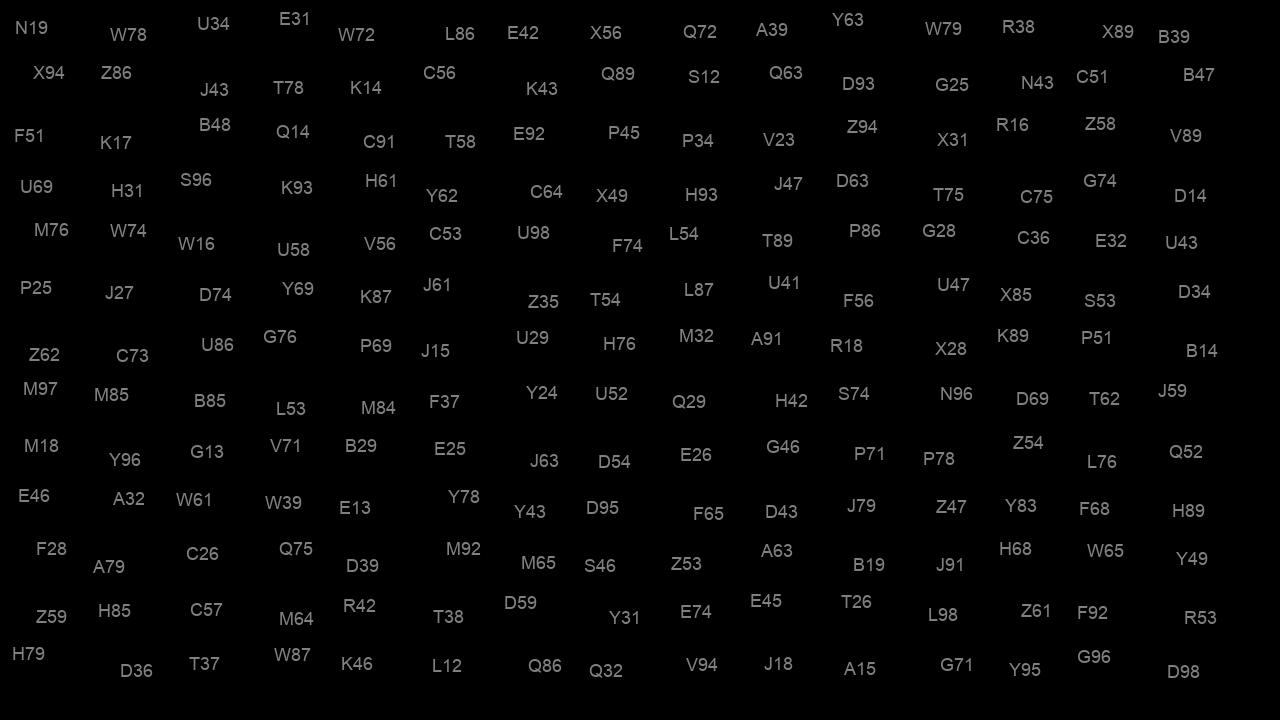 N19 W78 U34 E31 W72 L86 E42 X56 Q72 A39 Y63 W79 R38 X89 B39
X94 Z86 J43 T78 K14 C56 K43 Q89 S12 Q63 D93 G25 N43 C51 B47
F51 K17 B48 Q14 C91 T58 E92 P45 P34 V23 Z94 X31 R16 Z58 V89
U69 H31 S96 K93 H61 Y62 C64 X49 H93 J47 D63 T75 C75 G74 D14
M76 W74 W16 U58 V56 C53 U98 F74 L54 T89 P86 G28 C36 E32 U43
P25 J27 D74 Y69 K87 J61 Z35 T54 L87 U41 F56 U47 X85 S53 D34
Z62 C73 U86 G76 P69 J15 U29 H76 M32 A91 R18 X28 K89 P51 B14
M97 M85 B85 L53 M84 F37 Y24 U52 Q29 H42 S74 N96 D69 T62 J59
M18 Y96 G13 V71 B29 E25 J63 D54 E26 G46 P71 P78 Z54 L76 Q52
E46 A32 W61 W39 E13 Y78 Y43 D95 F65 D43 J79 Z47 Y83 F68 H89
F28 A79 C26 Q75 D39 M92 M65 S46 Z53 A63 B19 J91 H68 W65 Y49
Z59 H85 C57 M64 R42 T38 D59 Y31 E74 E45 T26 L98 Z61 F92 R53
H79 D36 T37 W87 K46 L12 Q86 Q32 V94 J18 A15 G71 Y95 G96 D98